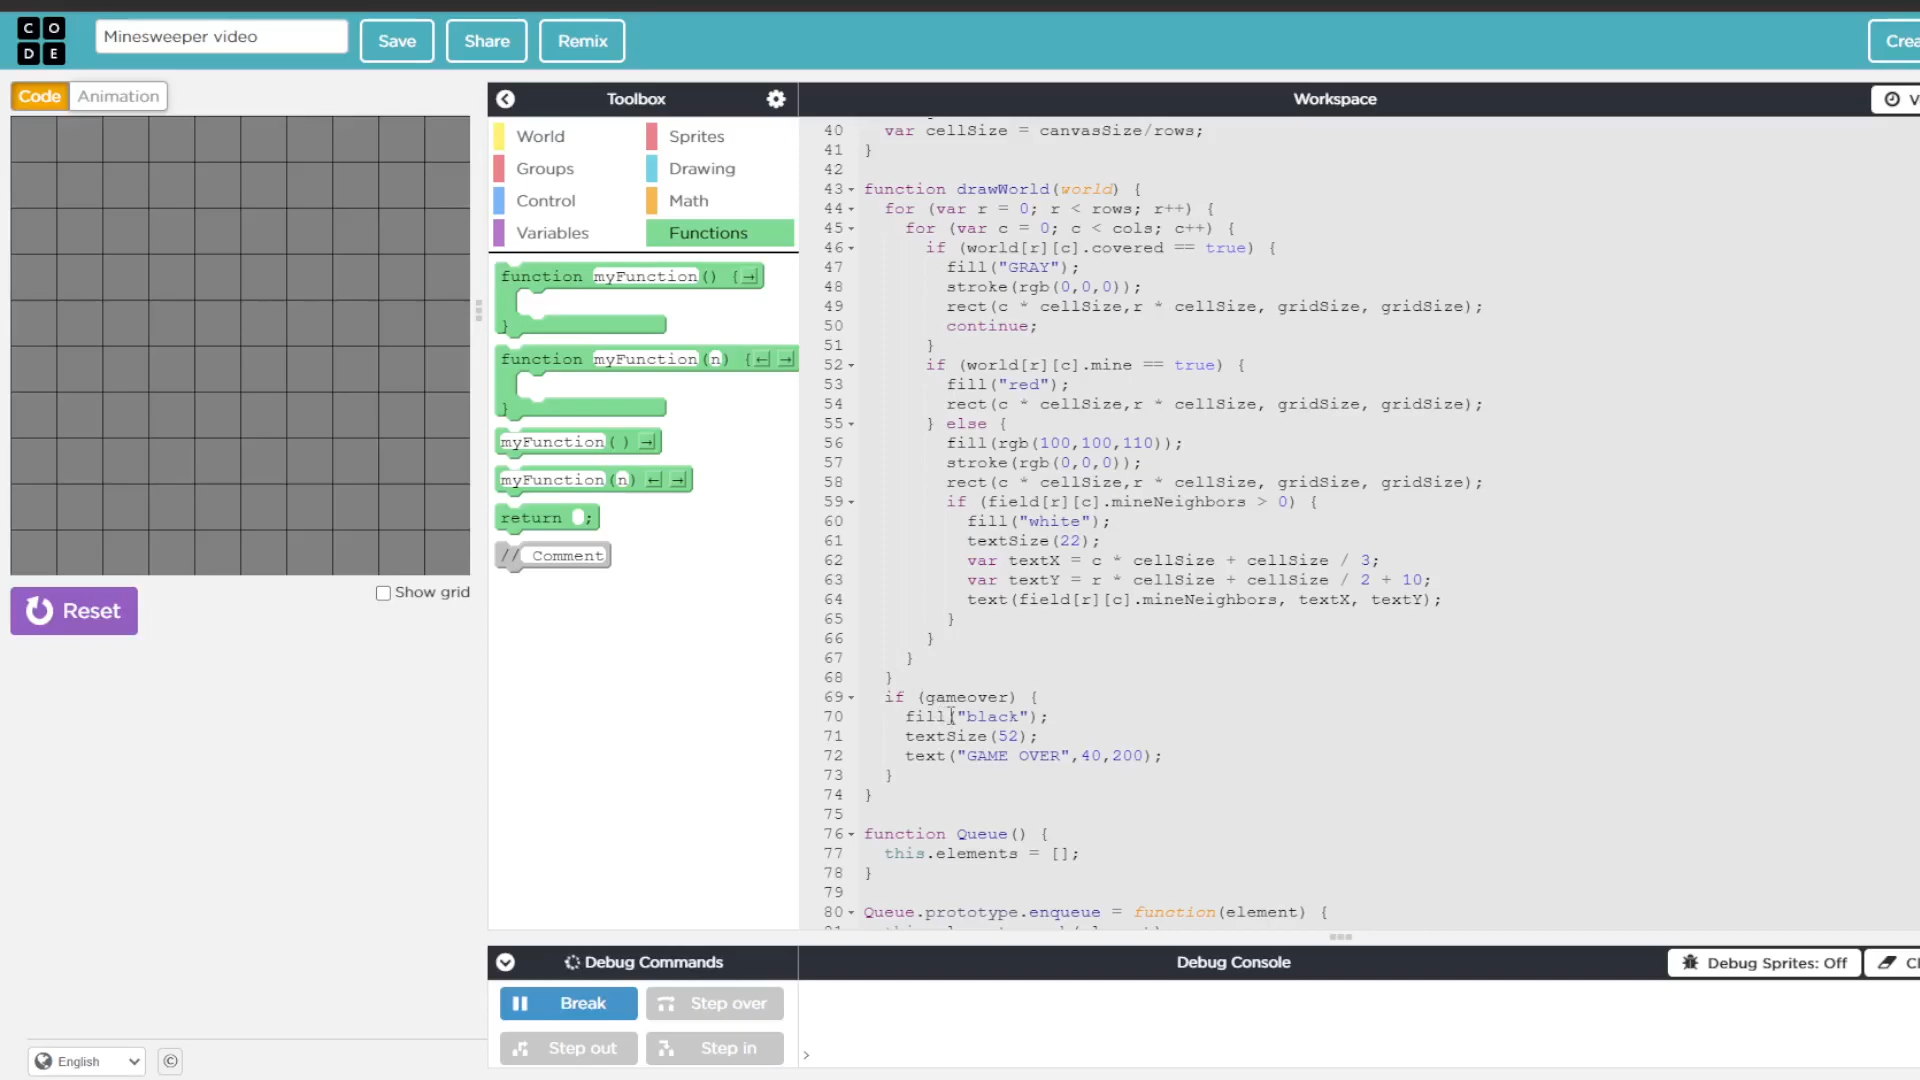 CO
DE
Minesweeper video
Save
Share
Remix
Crea
Code
Animation
Toolbox
Workspace
V
World
Sprites
Groups
Drawing
Control
Math
Variables
Functions
function myFunction() {
}
function myFunction(n) {
}
myFunction()
myFunction(n)
return ;
// Comment
Show grid
Reset
40 var cellSize = canvasSize/rows;
41 }
42
43 function drawWorld(world) {
44 for (var r = 0; r < rows; r++) {
45 for (var c = 0; c < cols; c++) {
46 if (world[r][c].covered == true) {
47 fill("GRAY");
48 stroke(rgb(0,0,0));
49 rect(c * cellSize,r * cellSize, gridSize, gridSize);
50 continue;
51 }
52 if (world[r][c].mine == true) {
53 fill("red");
54 rect(c * cellSize,r * cellSize, gridSize, gridSize);
55 } else {
56 fill(rgb(100,100,110));
57 stroke(rgb(0,0,0));
58 rect(c * cellSize,r * cellSize, gridSize, gridSize);
59 if (field[r][c].mineNeighbors > 0) {
60 fill("white");
61 textSize(22);
62 var textX = c * cellSize + cellSize / 3;
63 var textY = r * cellSize + cellSize / 2 + 10;
64 text(field[r][c].mineNeighbors, textX, textY);
65 }
66 }
67 }
68 }
69 if (gameover) {
70 fill("black");
71 textSize(52);
72 text("GAME OVER",40,200);
73 }
74 }
75
76 function Queue() {
77 this.elements = [];
78 }
79
80 Queue.prototype.enqueue = function(element) {
Debug Commands
Debug Console
Debug Sprites: Off
Cl
Break
Step over
Step out
Step in
>
English
©